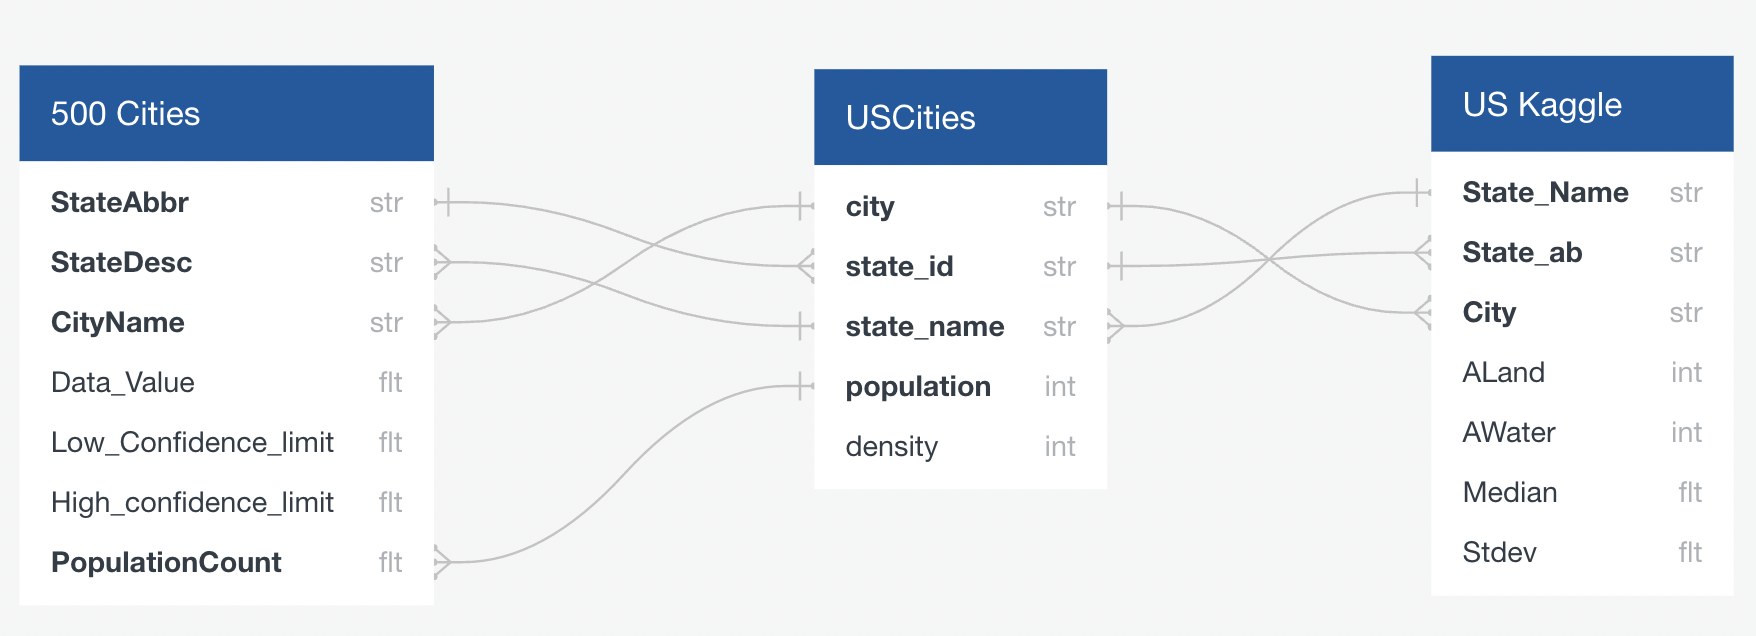 500 Cities
StateAbbr str
StateDesc str
CityName str
Data_Value flt
Low_Confidence_limit flt
High_confidence_limit flt
PopulationCount flt
USCities
city str
state_id str
state_name str
population int
density int
US Kaggle
State_Name str
State_ab str
City str
ALand int
AWater int
Median flt
Stdev flt